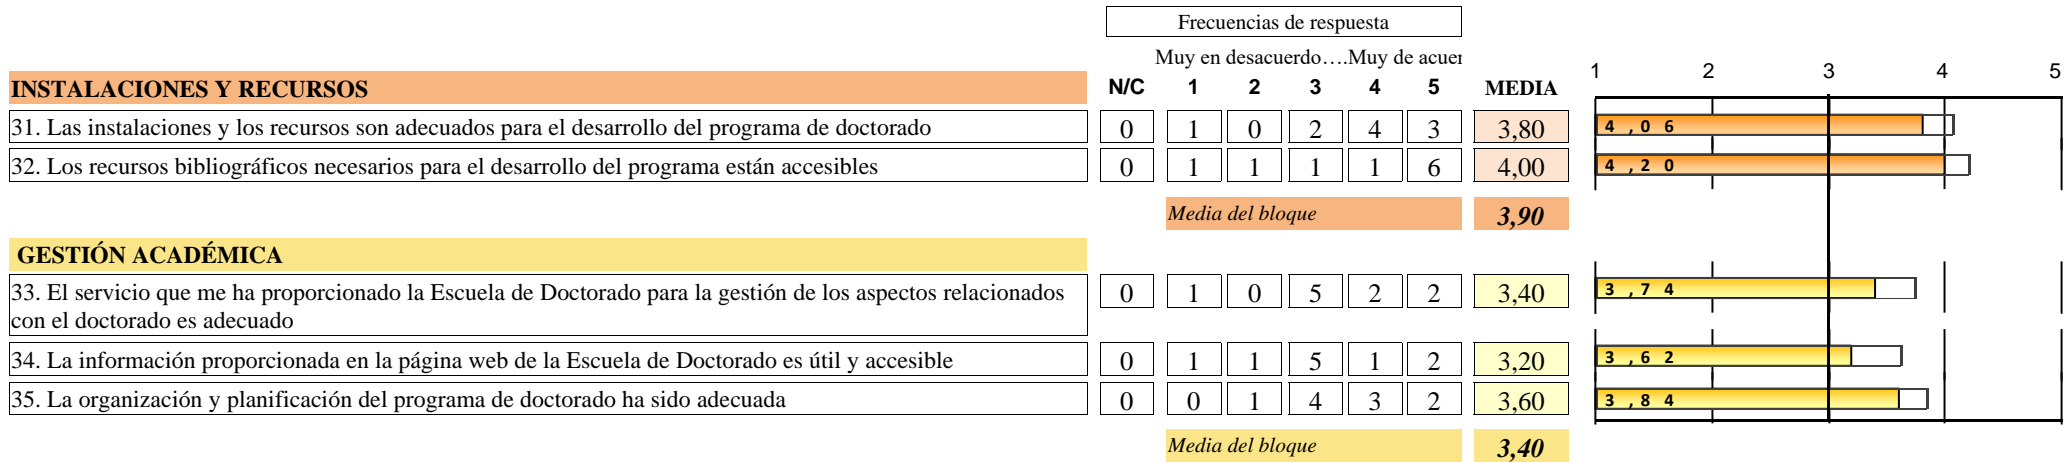 Frecuencias de respuesta
Muy en desacuerdo….Muy de acuer
INSTALACIONES Y RECURSOS N/C 1 2 3 4 5 MEDIA 1 2 3 4 5
31. Las instalaciones y los recursos son adecuados para el desarrollo del programa de doctorado 0 1 0 2 4 3 3,80 4,06
32. Los recursos bibliográficos necesarios para el desarrollo del programa están accesibles 0 1 1 1 1 6 4,00 4,20
Media del bloque 3,90
GESTIÓN ACADÉMICA
33. El servicio que me ha proporcionado la Escuela de Doctorado para la gestión de los aspectos relacionados
con el doctorado es adecuado 0 1 0 5 2 2 3,40 3,74
34. La información proporcionada en la página web de la Escuela de Doctorado es útil y accesible 0 1 1 5 1 2 3,20 3,62
35. La organización y planificación del programa de doctorado ha sido adecuada 0 0 1 4 3 2 3,60 3,84
Media del bloque 3,40